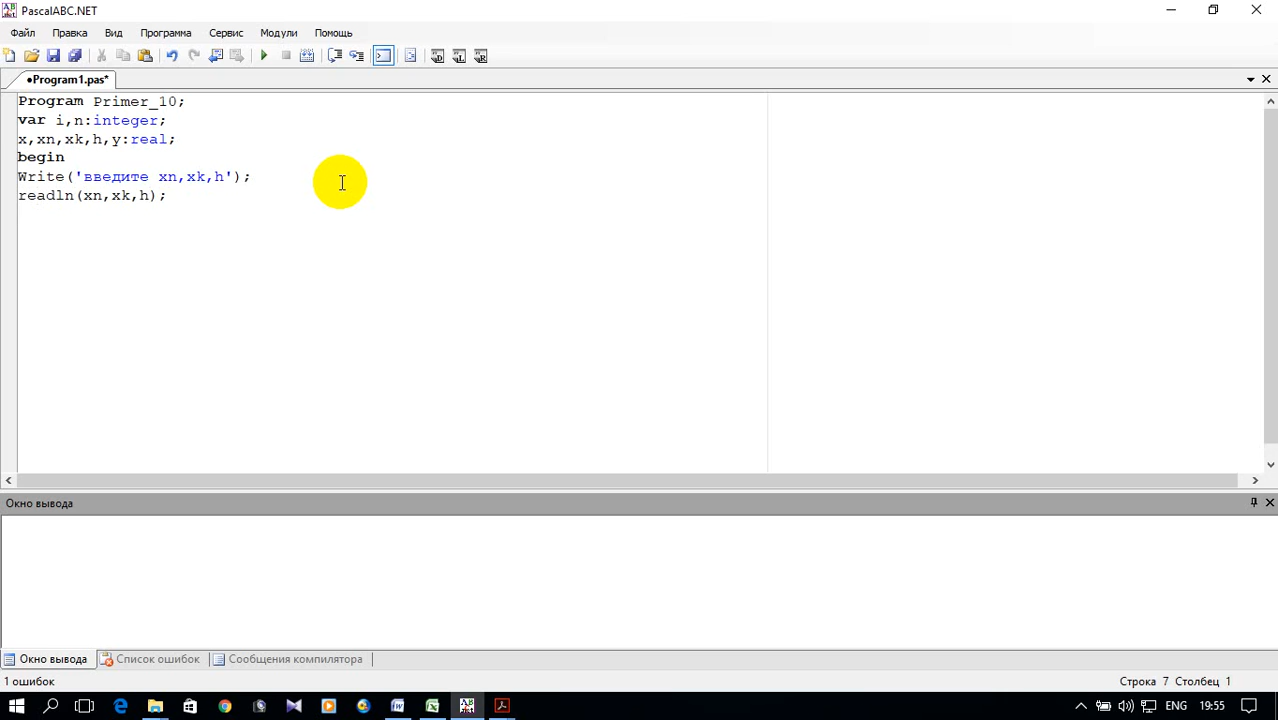 PascalABC.NET
Файл Правка Вид Программа Сервис Модули Помощь
•Program1.pas*
Program Primer_10;
var i,n:integer;
x,xn,xk,h,y:real;
begin
Write('введите xn,xk,h');
readln(xn,xk,h);
Окно вывода
Окно вывода Список ошибок Сообщения компилятора
1 ошибок Строка 7 Столбец 1
ENG 19:55